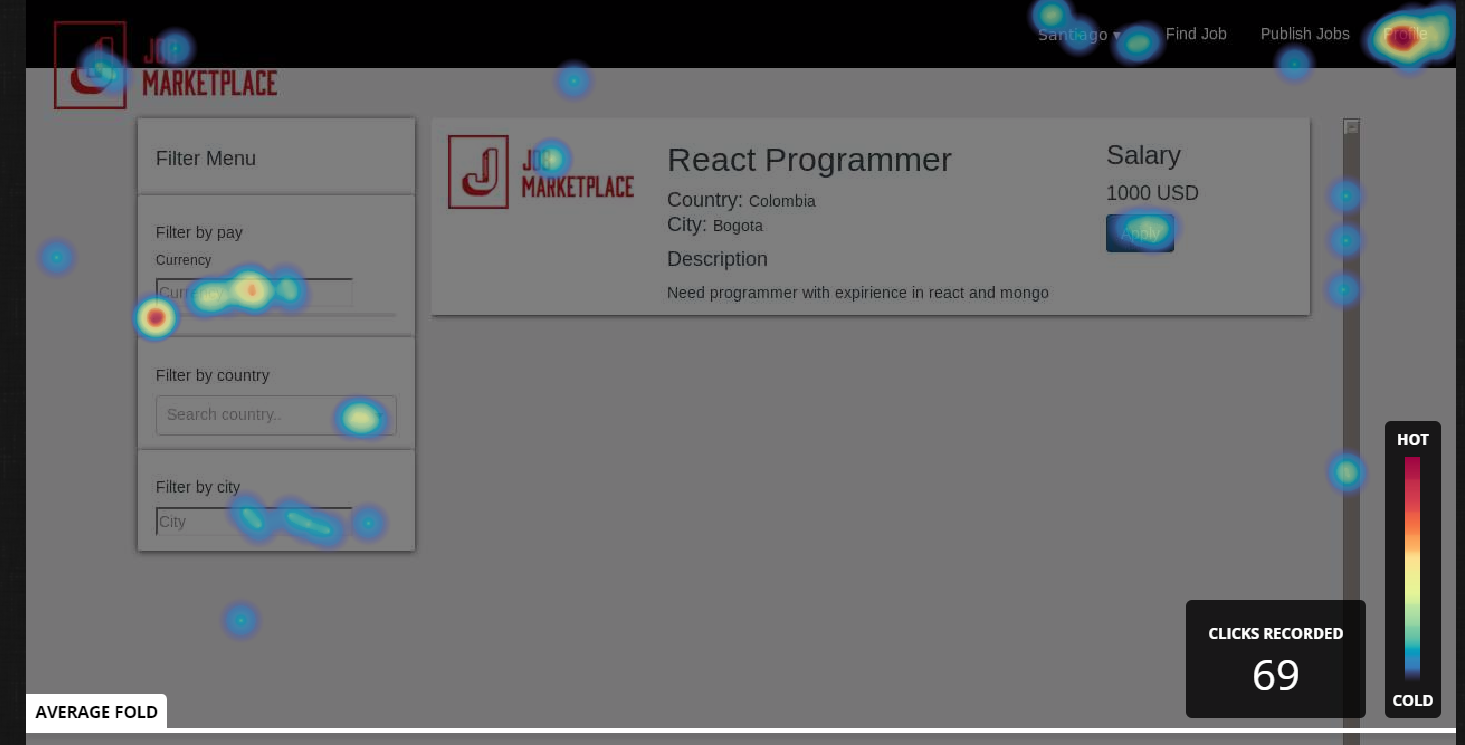 JOB
MARKETPLACE
Santiago ▾
Find Job
Publish Jobs
Profile
Filter Menu
Filter by pay
Currency
Currency
Filter by country
Search country..
Filter by city
City
JOB
MARKETPLACE
React Programmer
Country: Colombia
City: Bogota
Description
Need programmer with expirience in react and mongo
Salary
1000 USD
Apply
HOT
COLD
CLICKS RECORDED
69
AVERAGE FOLD